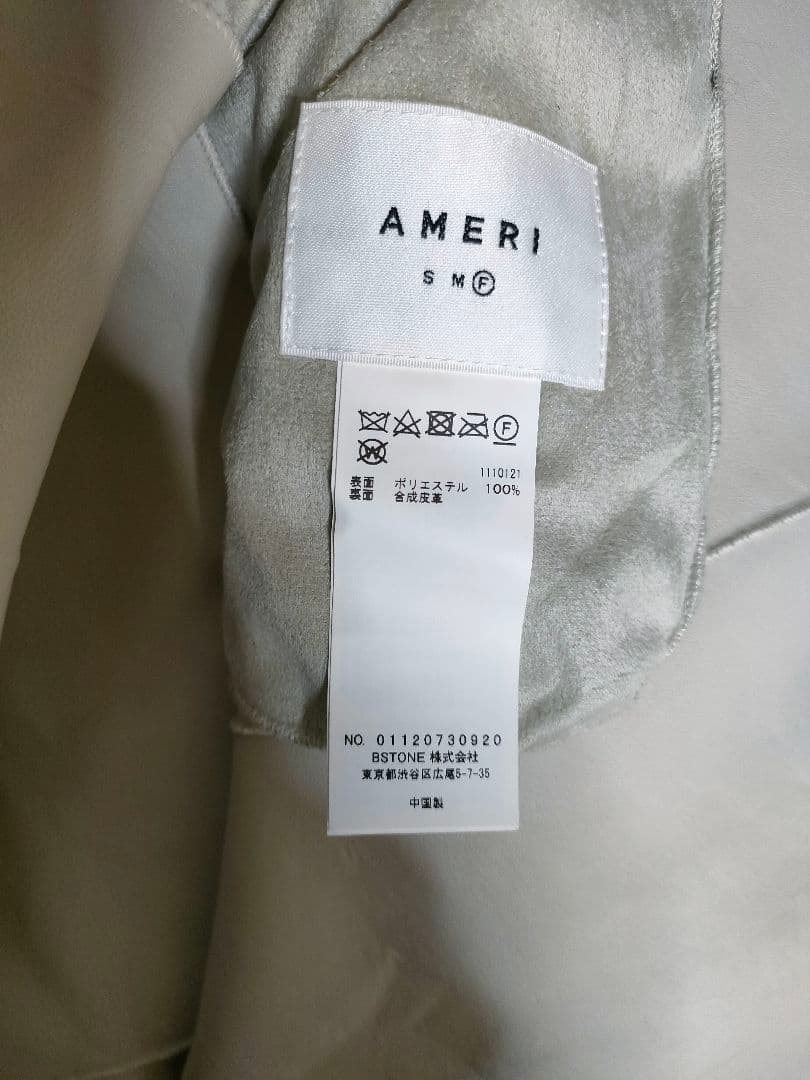 AMERI
S M Ⓕ
Ⓕ
W
1110121
表面 ポリエステル 100%
裏面 合成皮革
NO. 01120730920
BSTONE 株式会社
東京都渋谷区広尾5-7-35
中国製